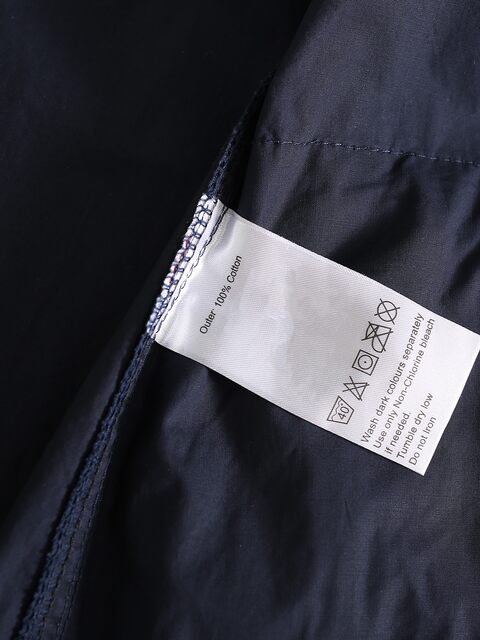 Outer 100% Cotton
40°
Wash dark colours separately
Use only Non-Chlorine bleach
if needed.
Tumble dry low
Do not Iron